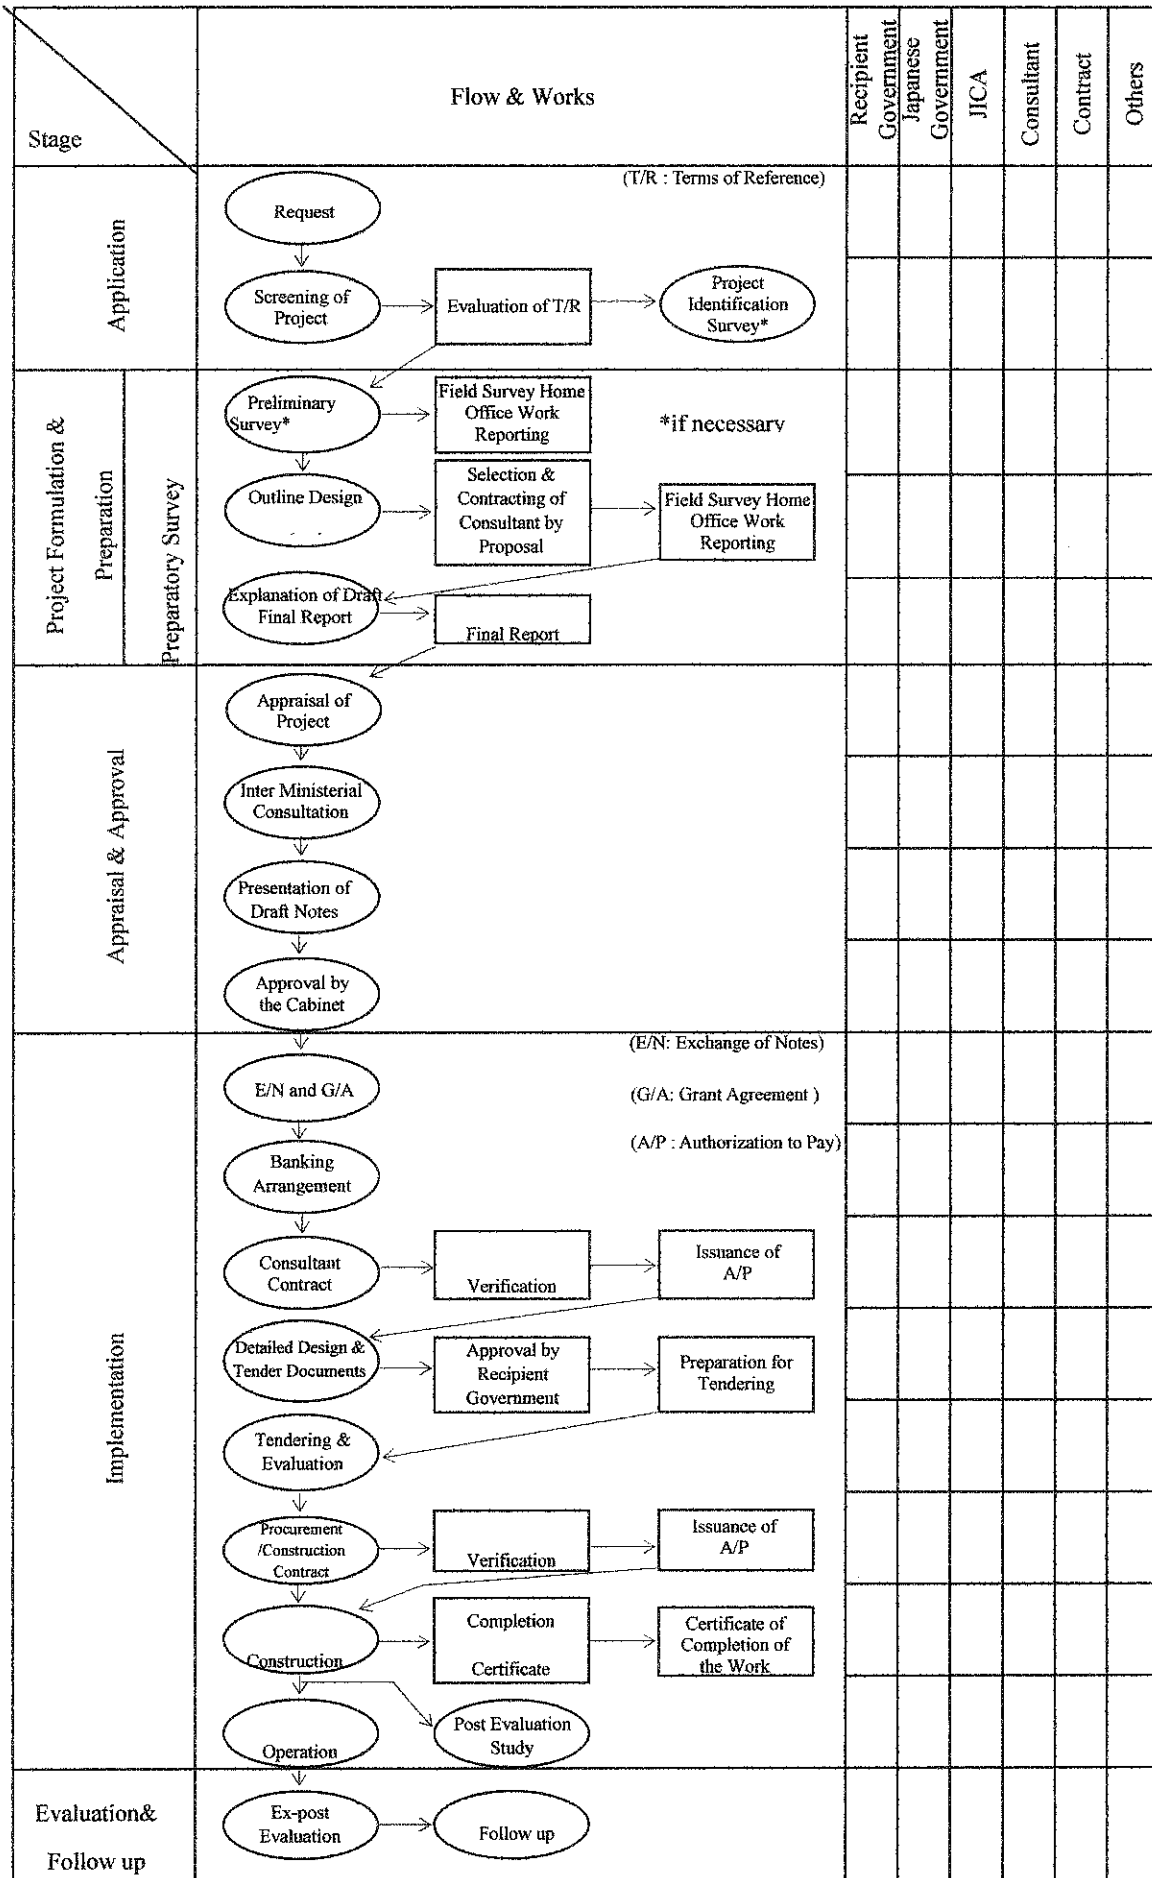 Stage
Flow & Works
Recipient
Government
Japanese
Government
JICA
Consultant
Contract
Others
Application
(T/R : Terms of Reference)
Request
Screening of
Project
Evaluation of T/R
Project
Identification
Survey*
Project Formulation &
Preparation
Preparatory Survey
Preliminary
Survey*
Field Survey Home
Office Work
Reporting
*if necessary
Outline Design
Selection &
Contracting of
Consultant by
Proposal
Field Survey Home
Office Work
Reporting
Explanation of Draft
Final Report
Final Report
Appraisal & Approval
Appraisal of
Project
Inter Ministerial
Consultation
Presentation of
Draft Notes
Approval by
the Cabinet
Implementation
(E/N: Exchange of Notes)
E/N and G/A
(G/A: Grant Agreement )
(A/P : Authorization to Pay)
Banking
Arrangement
Consultant
Contract
Verification
Issuance of
A/P
Detailed Design &
Tender Documents
Approval by
Recipient
Government
Preparation for
Tendering
Tendering &
Evaluation
Procurement
/Construction
Contract
Verification
Issuance of
A/P
Construction
Completion
Certificate
Certificate of
Completion of
the Work
Operation
Post Evaluation
Study
Evaluation&
Follow up
Ex-post
Evaluation
Follow up